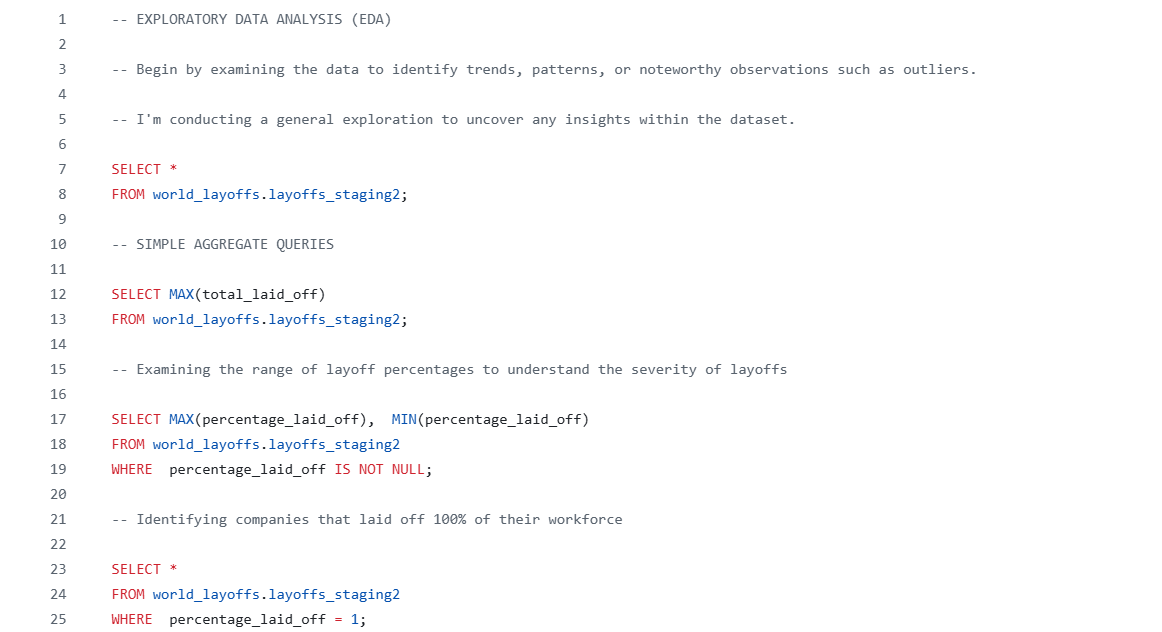 1 -- EXPLORATORY DATA ANALYSIS (EDA)
2
3 -- Begin by examining the data to identify trends, patterns, or noteworthy observations such as outliers.
4
5 -- I'm conducting a general exploration to uncover any insights within the dataset.
6
7 SELECT *
8 FROM world_layoffs.layoffs_staging2;
9
10 -- SIMPLE AGGREGATE QUERIES
11
12 SELECT MAX(total_laid_off)
13 FROM world_layoffs.layoffs_staging2;
14
15 -- Examining the range of layoff percentages to understand the severity of layoffs
16
17 SELECT MAX(percentage_laid_off),  MIN(percentage_laid_off)
18 FROM world_layoffs.layoffs_staging2
19 WHERE  percentage_laid_off IS NOT NULL;
20
21 -- Identifying companies that laid off 100% of their workforce
22
23 SELECT *
24 FROM world_layoffs.layoffs_staging2
25 WHERE  percentage_laid_off = 1;